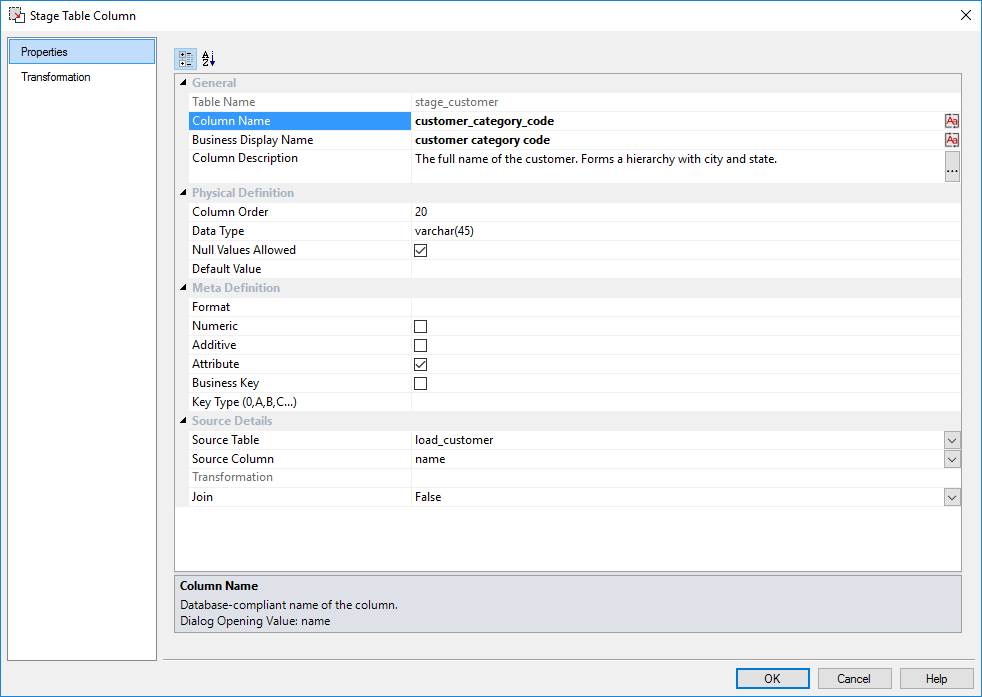 Stage Table Column
Properties
Transformation
General
Table Name stage_customer
Column Name customer_category_code
Business Display Name customer category code
Column Description The full name of the customer. Forms a hierarchy with city and state.
...
Physical Definition
Column Order 20
Data Type varchar(45)
Null Values Allowed
Default Value
Meta Definition
Format
Numeric
Additive
Attribute
Business Key
Key Type (0,A,B,C...)
Source Details
Source Table load_customer
Source Column name
Transformation
Join False
Column Name
Database-compliant name of the column.
Dialog Opening Value: name
OK Cancel Help